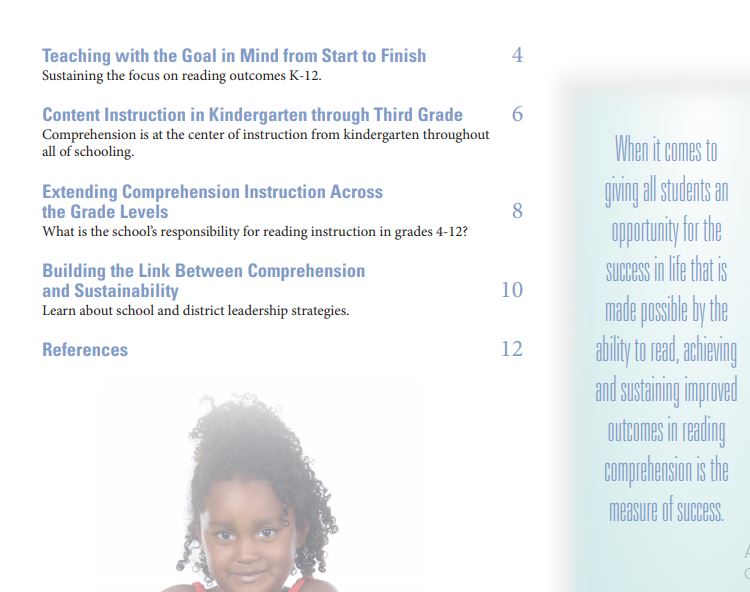 Teaching with the Goal in Mind from Start to Finish 4
Sustaining the focus on reading outcomes K-12.
Content Instruction in Kindergarten through Third Grade 6
Comprehension is at the center of instruction from kindergarten throughout
all of schooling.
Extending Comprehension Instruction Across
the Grade Levels 8
What is the school's responsibility for reading instruction in grades 4-12?
Building the Link Between Comprehension
and Sustainability 10
Learn about school and district leadership strategies.
References 12
When it comes to
giving all students an
opportunity for the
success in life that is
made possible by the
ability to read, achieving
and sustaining improved
outcomes in reading
comprehension is the
measure of success.